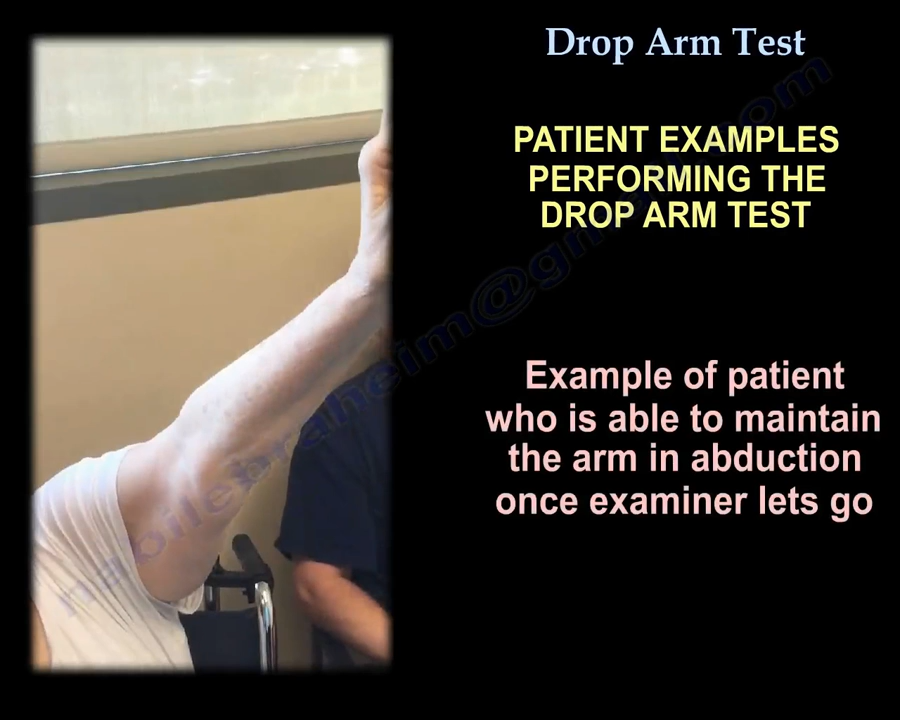 Drop Arm Test
PATIENT EXAMPLES
PERFORMING THE
DROP ARM TEST
Example of patient
who is able to maintain
the arm in abduction
once examiner lets go